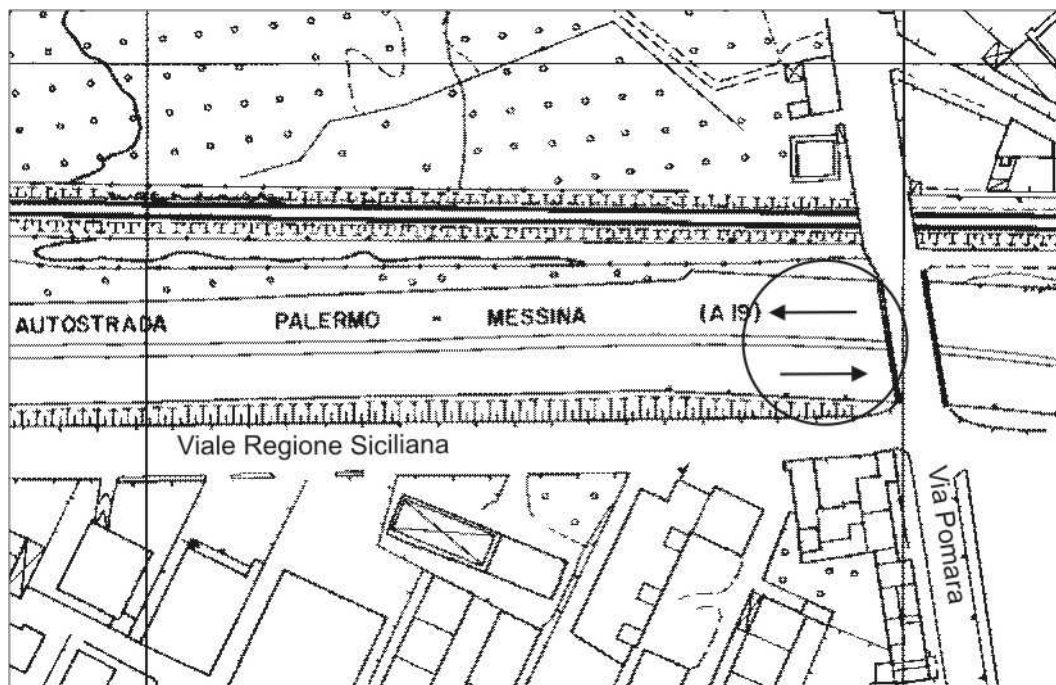 AUTOSTRADA PALERMO - MESSINA (A 19)
Viale Regione Siciliana
Via Pomara